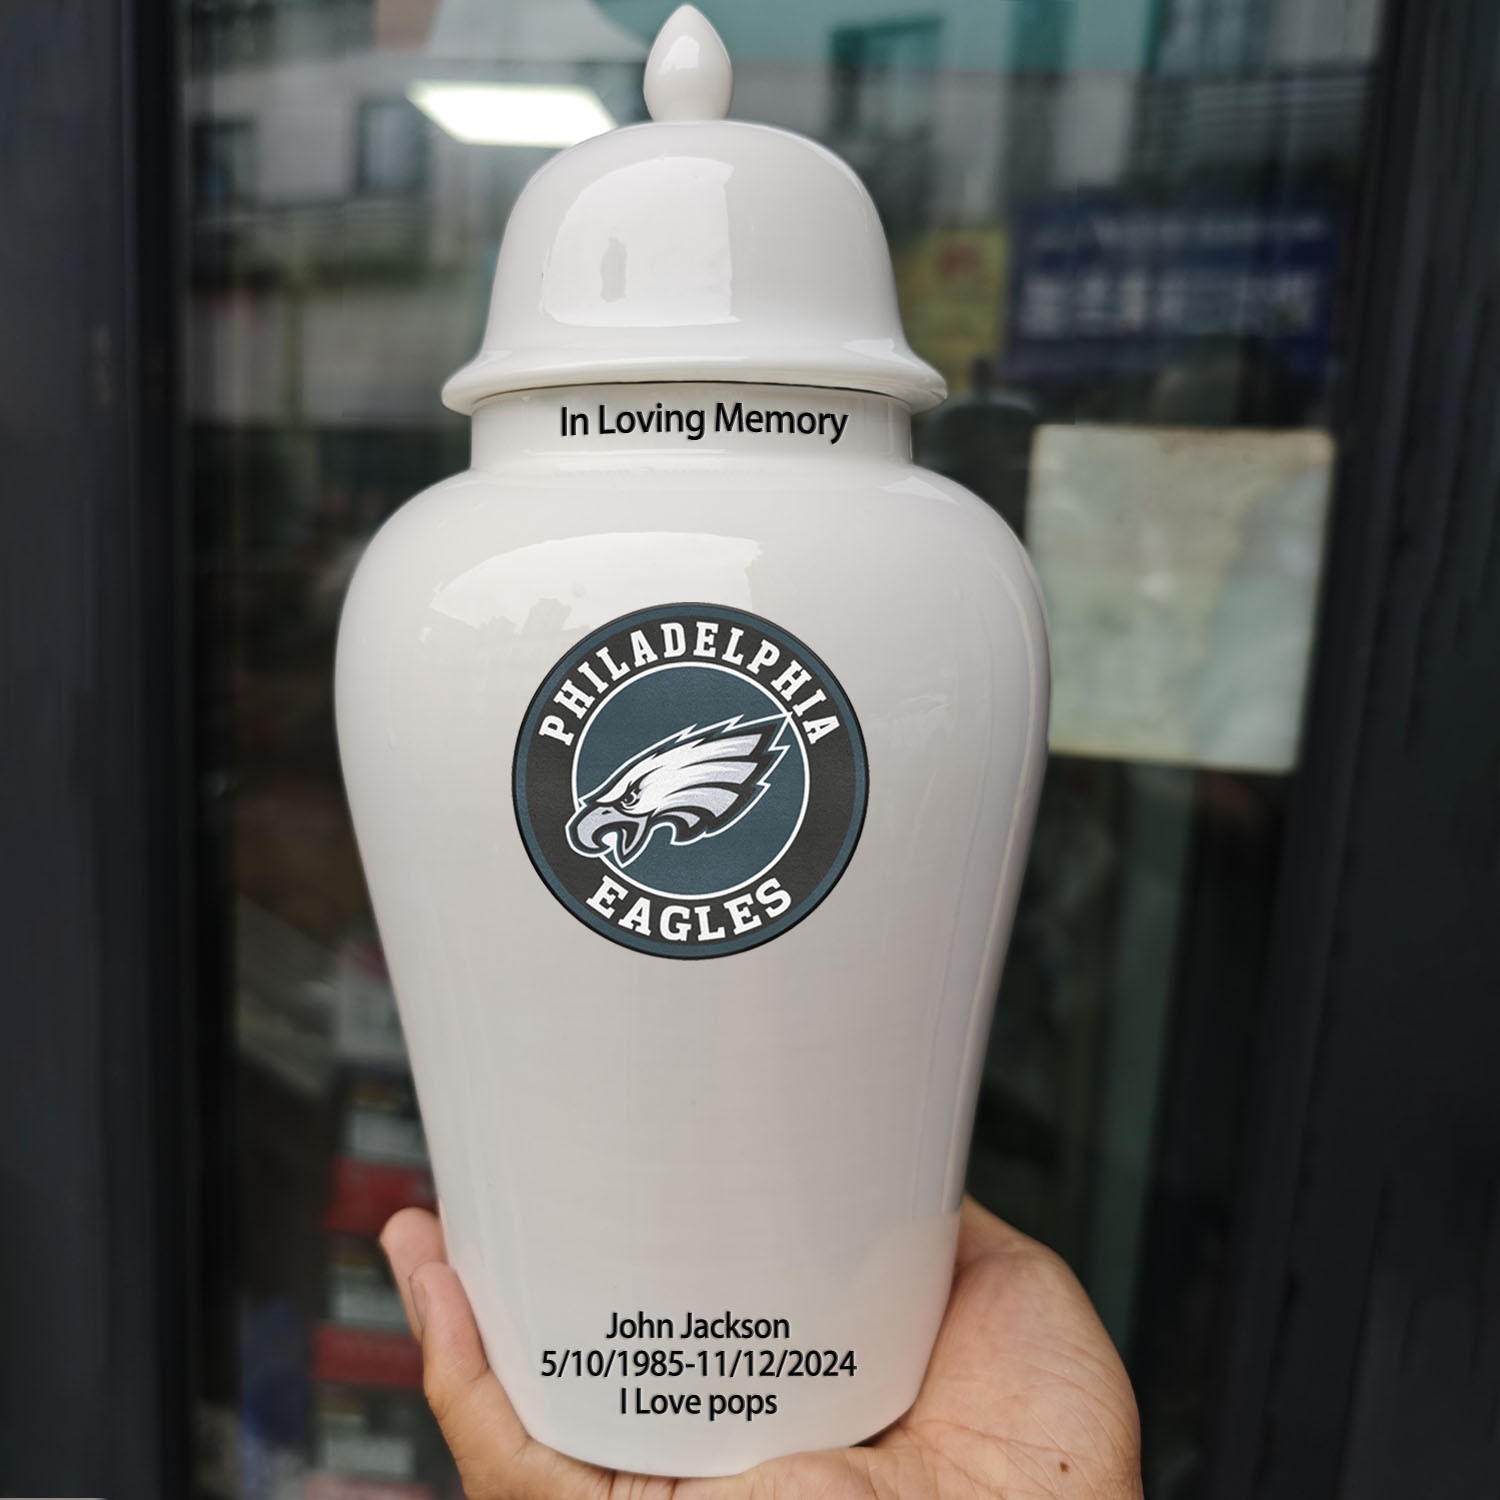 In Loving Memory
PHILADELPHIA
EAGLES
John Jackson
5/10/1985-11/12/2024
I Love pops